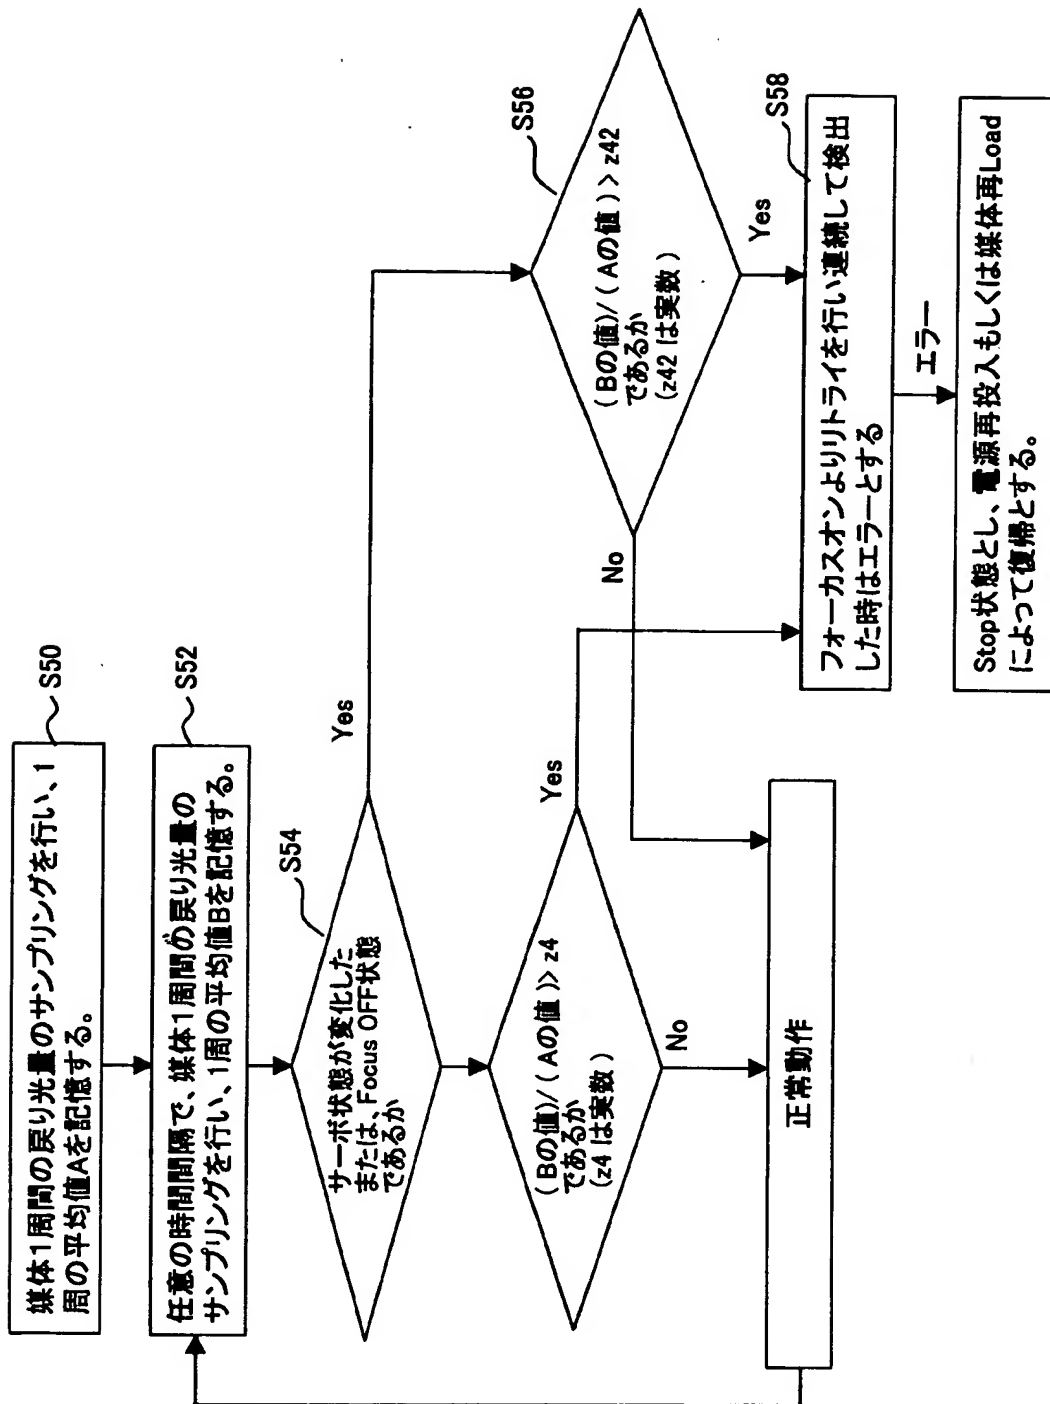 媒体1周間の戻り光量のサンプリングを行い、1
周の平均値Aを記憶する。
S50
任意の時間間隔で、媒体1周間の戻り光量の
サンプリングを行い、1周の平均値Bを記憶する。
S52
サーボ状態が変化した
または、Focus OFF状態
であるか
S54
Yes
(Bの値)/(Aの値)> z4
であるか
(z4 は実数)
Yes
No
(Bの値)/(Aの値)> z42
であるか
(z42 は実数)
S56
No
Yes
正常動作
フォーカスオンよりリトライを行い連続して検出
した時はエラーとする
S58
エラー
Stop状態とし、電源再投入もしくは媒体再Load
によって復帰とする。